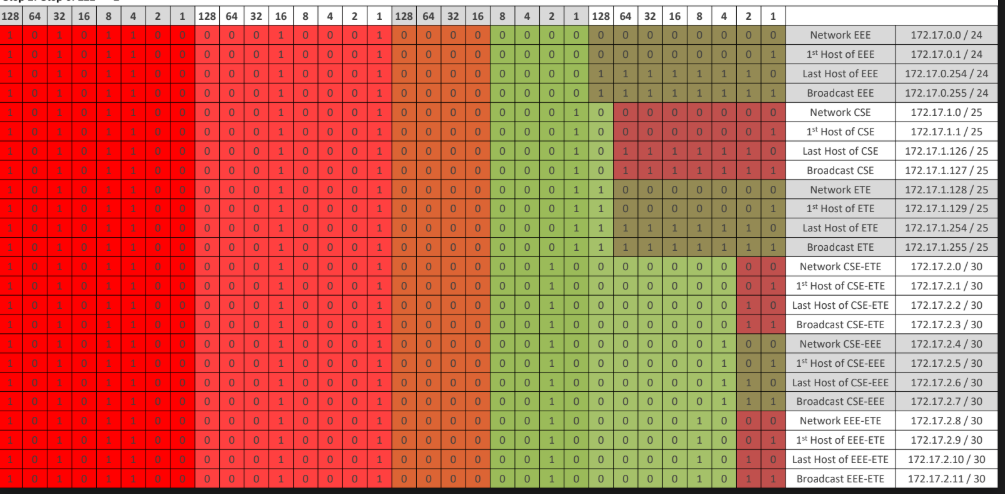 128 64 32 16 8 4 2 1 128 64 32 16 8 4 2 1 128 64 32 16 8 4 2 1 128 64 32 16 8 4 2 1
1 0 1 0 1 1 0 0 0 0 0 1 0 0 0 1 0 0 0 0 0 0 0 0 0 0 0 0 0 0 0 0 Network EEE 172.17.0.0 / 24
1 0 1 0 1 1 0 0 0 0 0 1 0 0 0 1 0 0 0 0 0 0 0 0 0 0 0 0 0 0 0 1 1st Host of EEE 172.17.0.1 / 24
1 0 1 0 1 1 0 0 0 0 0 1 0 0 0 1 0 0 0 0 0 0 0 0 1 1 1 1 1 1 1 0 Last Host of EEE 172.17.0.254 / 24
1 0 1 0 1 1 0 0 0 0 0 1 0 0 0 1 0 0 0 0 0 0 0 0 1 1 1 1 1 1 1 1 Broadcast EEE 172.17.0.255 / 24
1 0 1 0 1 1 0 0 0 0 0 1 0 0 0 1 0 0 0 0 0 0 0 1 0 0 0 0 0 0 0 0 Network CSE 172.17.1.0 / 25
1 0 1 0 1 1 0 0 0 0 0 1 0 0 0 1 0 0 0 0 0 0 0 1 0 0 0 0 0 0 0 1 1st Host of CSE 172.17.1.1 / 25
1 0 1 0 1 1 0 0 0 0 0 1 0 0 0 1 0 0 0 0 0 0 0 1 0 1 1 1 1 1 1 0 Last Host of CSE 172.17.1.126 / 25
1 0 1 0 1 1 0 0 0 0 0 1 0 0 0 1 0 0 0 0 0 0 0 1 0 1 1 1 1 1 1 1 Broadcast CSE 172.17.1.127 / 25
1 0 1 0 1 1 0 0 0 0 0 1 0 0 0 1 0 0 0 0 0 0 0 1 1 0 0 0 0 0 0 0 Network ETE 172.17.1.128 / 25
1 0 1 0 1 1 0 0 0 0 0 1 0 0 0 1 0 0 0 0 0 0 0 1 1 0 0 0 0 0 0 1 1st Host of ETE 172.17.1.129 / 25
1 0 1 0 1 1 0 0 0 0 0 1 0 0 0 1 0 0 0 0 0 0 0 1 1 1 1 1 1 1 1 0 Last Host of ETE 172.17.1.254 / 25
1 0 1 0 1 1 0 0 0 0 0 1 0 0 0 1 0 0 0 0 0 0 0 1 1 1 1 1 1 1 1 1 Broadcast ETE 172.17.1.255 / 25
1 0 1 0 1 1 0 0 0 0 0 1 0 0 0 1 0 0 0 0 0 0 1 0 0 0 0 0 0 0 0 0 Network CSE-ETE 172.17.2.0 / 30
1 0 1 0 1 1 0 0 0 0 0 1 0 0 0 1 0 0 0 0 0 0 1 0 0 0 0 0 0 0 0 1 1st Host of CSE-ETE 172.17.2.1 / 30
1 0 1 0 1 1 0 0 0 0 0 1 0 0 0 1 0 0 0 0 0 0 1 0 0 0 0 0 0 0 1 0 Last Host of CSE-ETE 172.17.2.2 / 30
1 0 1 0 1 1 0 0 0 0 0 1 0 0 0 1 0 0 0 0 0 0 1 0 0 0 0 0 0 0 1 1 Broadcast CSE-ETE 172.17.2.3 / 30
1 0 1 0 1 1 0 0 0 0 0 1 0 0 0 1 0 0 0 0 0 0 1 0 0 0 0 0 0 1 0 0 Network CSE-EEE 172.17.2.4 / 30
1 0 1 0 1 1 0 0 0 0 0 1 0 0 0 1 0 0 0 0 0 0 1 0 0 0 0 0 0 1 0 1 1st Host of CSE-EEE 172.17.2.5 / 30
1 0 1 0 1 1 0 0 0 0 0 1 0 0 0 1 0 0 0 0 0 0 1 0 0 0 0 0 0 1 1 0 Last Host of CSE-EEE 172.17.2.6 / 30
1 0 1 0 1 1 0 0 0 0 0 1 0 0 0 1 0 0 0 0 0 0 1 0 0 0 0 0 0 1 1 1 Broadcast CSE-EEE 172.17.2.7 / 30
1 0 1 0 1 1 0 0 0 0 0 1 0 0 0 1 0 0 0 0 0 0 1 0 0 0 0 0 1 0 0 0 Network EEE-ETE 172.17.2.8 / 30
1 0 1 0 1 1 0 0 0 0 0 1 0 0 0 1 0 0 0 0 0 0 1 0 0 0 0 0 1 0 0 1 1st Host of EEE-ETE 172.17.2.9 / 30
1 0 1 0 1 1 0 0 0 0 0 1 0 0 0 1 0 0 0 0 0 0 1 0 0 0 0 0 1 0 1 0 Last Host of EEE-ETE 172.17.2.10 / 30
1 0 1 0 1 1 0 0 0 0 0 1 0 0 0 1 0 0 0 0 0 0 1 0 0 0 0 0 1 0 1 1 Broadcast EEE-ETE 172.17.2.11 / 30